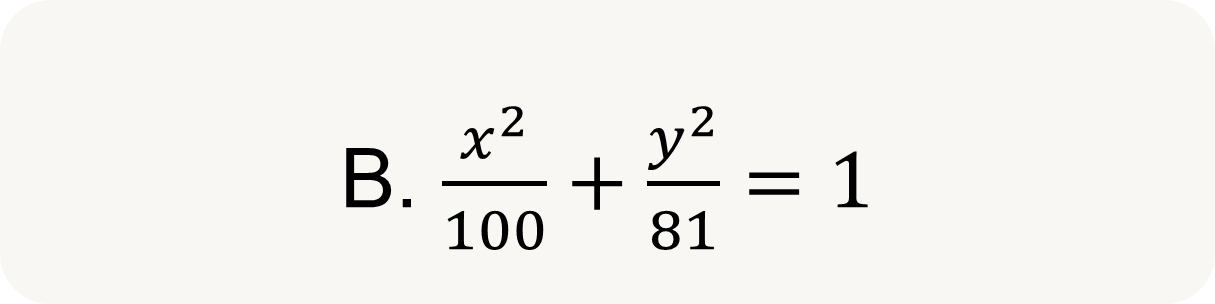 B. x²/100 + y²/81 = 1